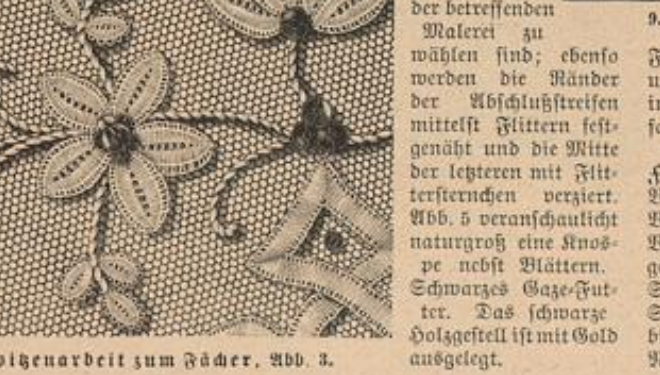 der betreffenden
Malerei zu
wählen sind; ebenso
werden die Ränder
der Abschlußstreifen
mittelst Flittern fest-
genäht und die Mitte
der letzteren mit Flit-
tersternchen verziert.
Abb. 5 veranschaulicht
naturgroß eine Knos-
pe nebst Blättern.
Schwarzes Gaze-Fut-
ter. Das schwarze
Holzgestell ist mit Gold
ausgelegt.
pitzenarbeit zum Fächer, Abb. 3.